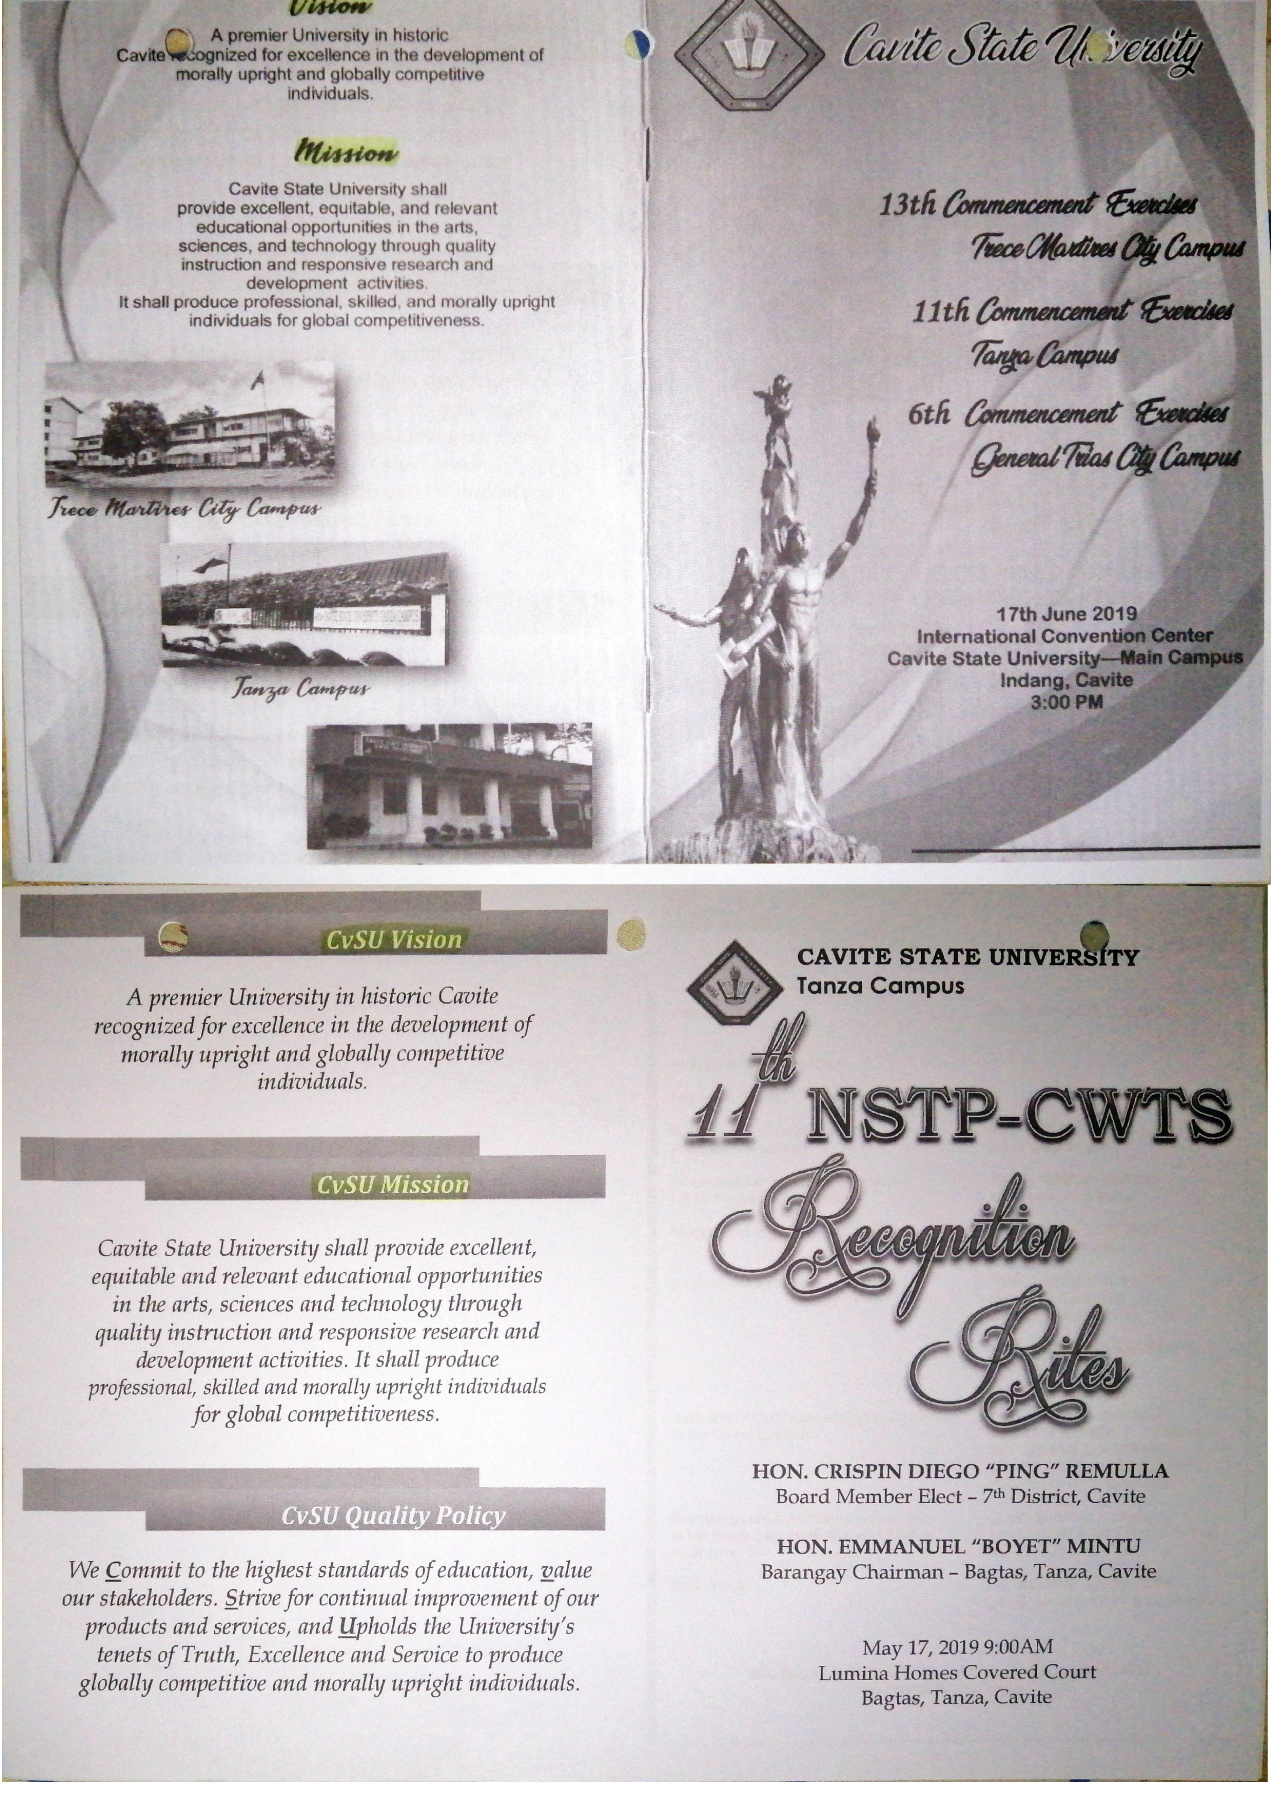 Vision
A premier University in historic
Cavite recognized for excellence in the development of
morally upright and globally competitive
individuals.
Mission
Cavite State University shall
provide excellent, equitable, and relevant
educational opportunities in the arts,
sciences, and technology through quality
instruction and responsive research and
development activities.
It shall produce professional, skilled, and morally upright
individuals for global competitiveness.
Trece Martires City Campus
Tanza Campus
Cavite State University
13th Commencement Exercises
Trece Martires City Campus
11th Commencement Exercises
Tanza Campus
6th Commencement Exercises
General Trias City Campus
17th June 2019
International Convention Center
Cavite State University—Main Campus
Indang, Cavite
3:00 PM
CvSU Vision
A premier University in historic Cavite
recognized for excellence in the development of
morally upright and globally competitive
individuals.
CvSU Mission
Cavite State University shall provide excellent,
equitable and relevant educational opportunities
in the arts, sciences and technology through
quality instruction and responsive research and
development activities. It shall produce
professional, skilled and morally upright individuals
for global competitiveness.
CvSU Quality Policy
We Commit to the highest standards of education, value
our stakeholders. Strive for continual improvement of our
products and services, and Upholds the University's
tenets of Truth, Excellence and Service to produce
globally competitive and morally upright individuals.
CAVITE STATE UNIVERSITY
Tanza Campus
11th NSTP-CWTS
Recognition
Rites
HON. CRISPIN DIEGO “PING” REMULLA
Board Member Elect – 7th District, Cavite
HON. EMMANUEL “BOYET” MINTU
Barangay Chairman – Bagtas, Tanza, Cavite
May 17, 2019 9:00AM
Lumina Homes Covered Court
Bagtas, Tanza, Cavite